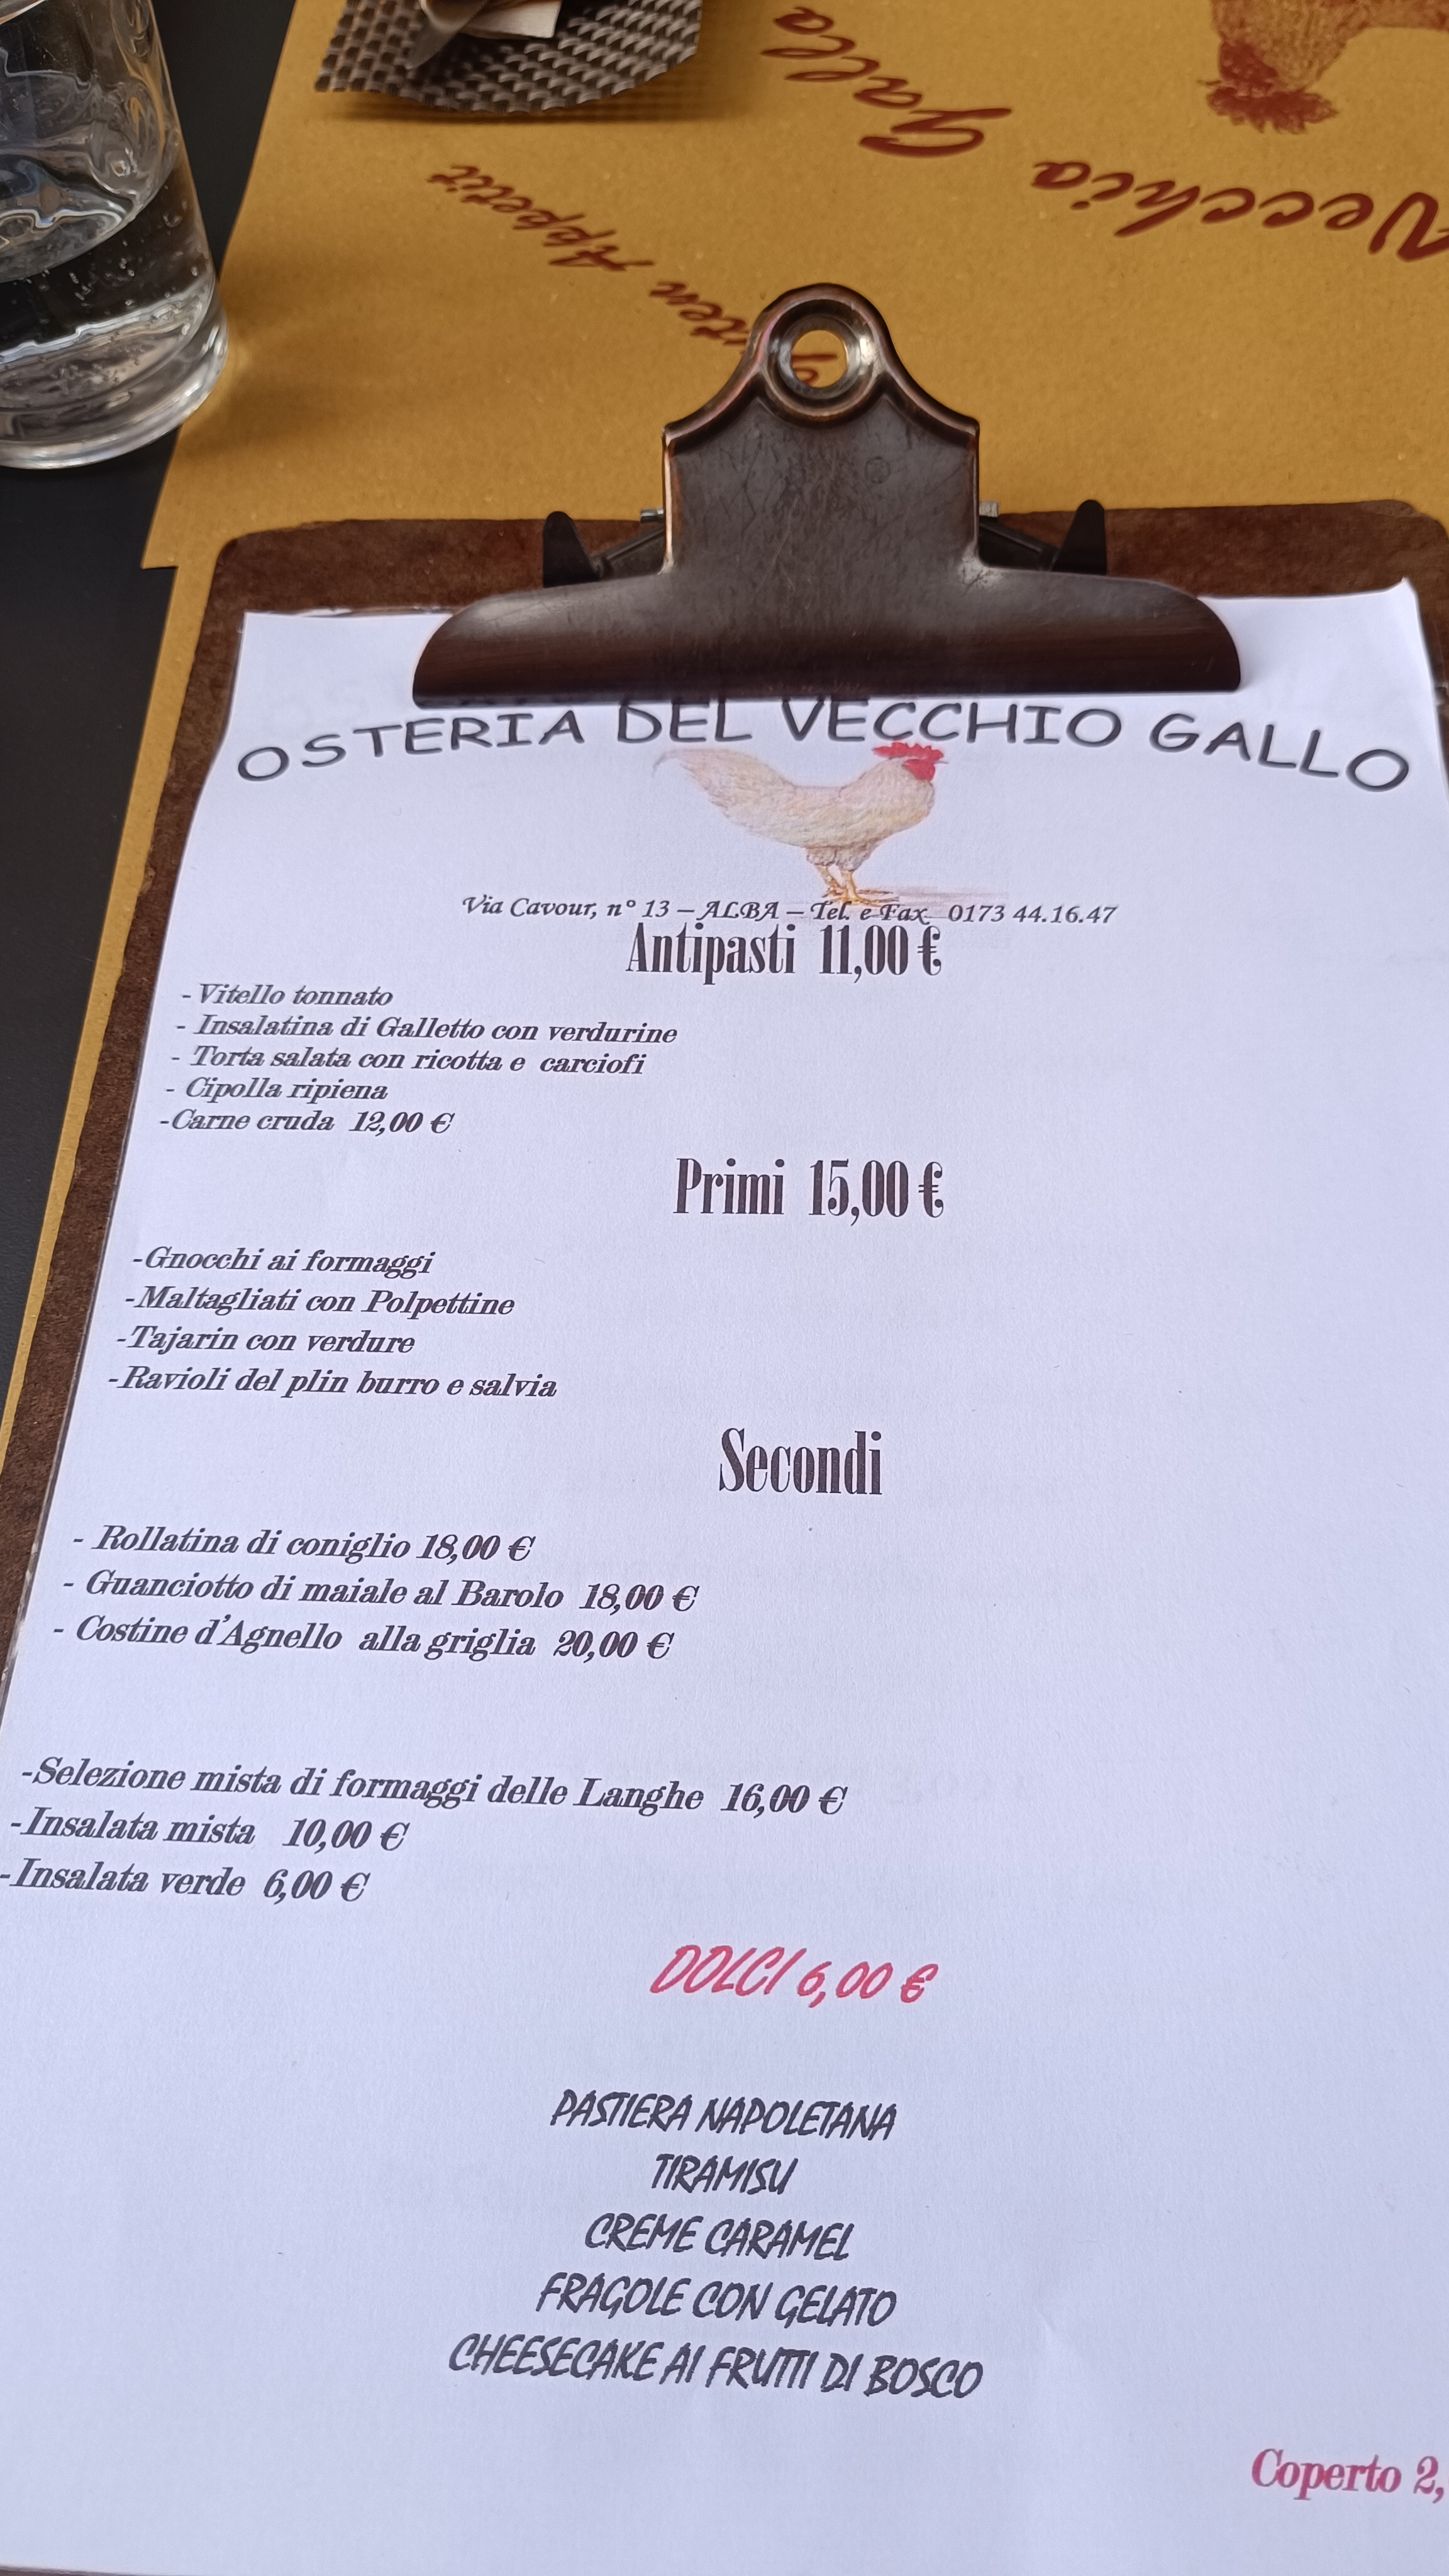 Gallo
Vecchio
Guten Appetit
OSTERIA DEL VECCHIO GALLO
Via Cavour, n° 13 – ALBA – Tel. e Fax 0173 44.16.47
Antipasti 11,00 €
- Vitello tonnato
- Insalatina di Galletto con verdurine
- Torta salata con ricotta e carciofi
- Cipolla ripiena
-Carne cruda 12,00 €
Primi 15,00 €
-Gnocchi ai formaggi
-Maltagliati con Polpettine
-Tajarin con verdure
-Ravioli del plin burro e salvia
Secondi
- Rollatina di coniglio 18,00 €
- Guanciotto di maiale al Barolo 18,00 €
- Costine d'Agnello alla griglia 20,00 €
-Selezione mista di formaggi delle Langhe 16,00 €
-Insalata mista 10,00 €
-Insalata verde 6,00 €
DOLCI 6,00 €
PASTIERA NAPOLETANA
TIRAMISU
CREME CARAMEL
FRAGOLE CON GELATO
CHEESECAKE AI FRUTTI DI BOSCO
Coperto 2,